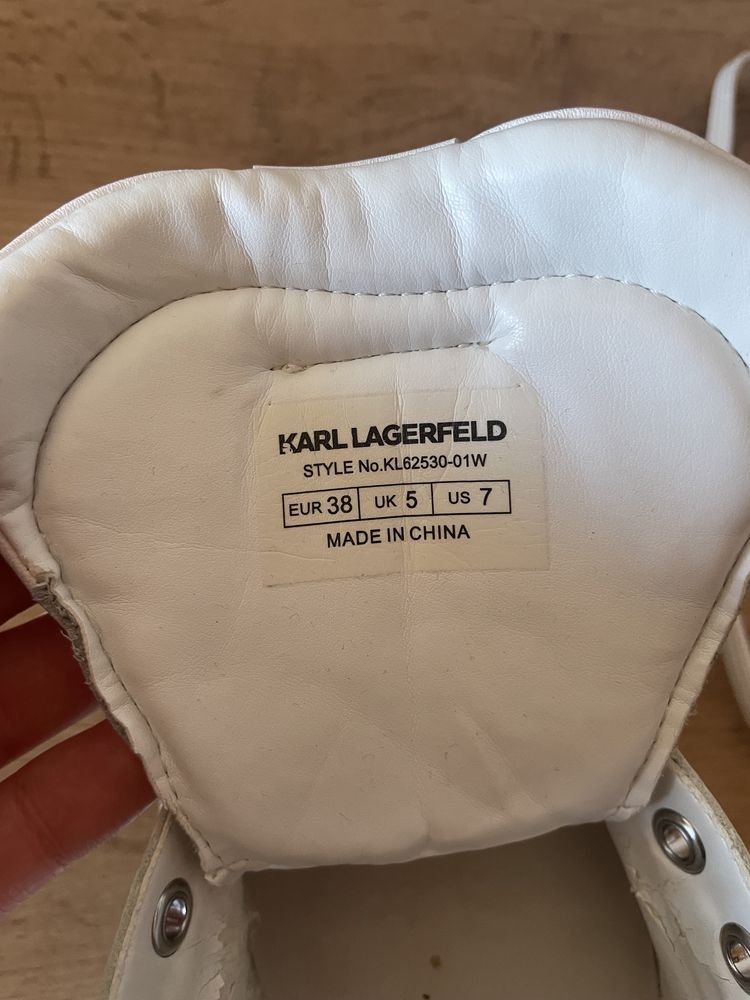 KARL LAGERFELD
STYLE No.KL62530-01W
EUR 38 UK 5 US 7
MADE IN CHINA